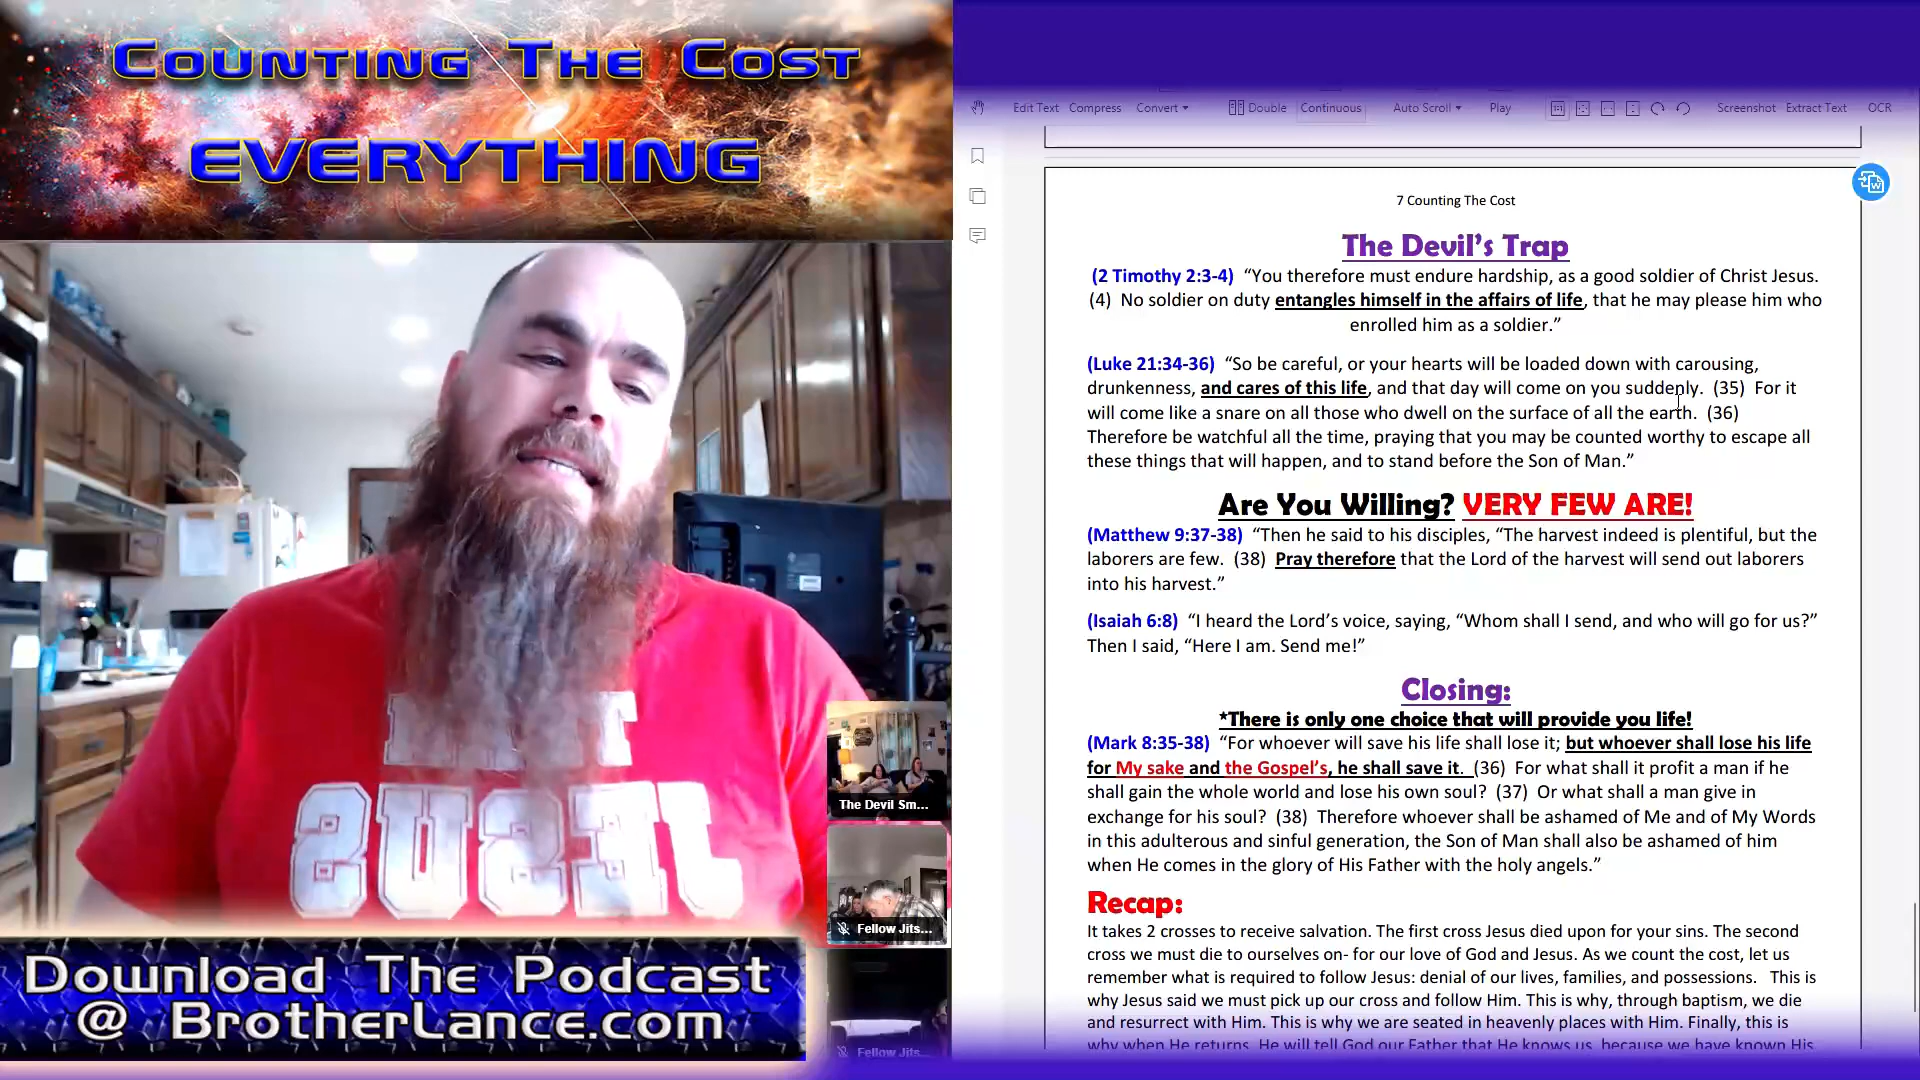 COUNTING THE COST
EVERYTHING
Edit Text Compress Convert Double Continuous Auto Scroll Play Screenshot Extract Text OCR
7 Counting The Cost
The Devil’s Trap
(2 Timothy 2:3-4) “You therefore must endure hardship, as a good soldier of Christ Jesus.
(4) No soldier on duty entangles himself in the affairs of life, that he may please him who
enrolled him as a soldier.”
(Luke 21:34-36) “So be careful, or your hearts will be loaded down with carousing,
drunkenness, and cares of this life, and that day will come on you suddenly. (35) For it
will come like a snare on all those who dwell on the surface of all the earth. (36)
Therefore be watchful all the time, praying that you may be counted worthy to escape all
these things that will happen, and to stand before the Son of Man.”
Are You Willing? VERY FEW ARE!
(Matthew 9:37-38) “Then he said to his disciples, “The harvest indeed is plentiful, but the
laborers are few. (38) Pray therefore that the Lord of the harvest will send out laborers
into his harvest.”
(Isaiah 6:8) “I heard the Lord’s voice, saying, “Whom shall I send, and who will go for us?”
Then I said, “Here I am. Send me!”
Closing:
*There is only one choice that will provide you life!
(Mark 8:35-38) “For whoever will save his life shall lose it; but whoever shall lose his life
for My sake and the Gospel’s, he shall save it. (36) For what shall it profit a man if he
shall gain the whole world and lose his own soul? (37) Or what shall a man give in
exchange for his soul? (38) Therefore whoever shall be ashamed of Me and of My Words
in this adulterous and sinful generation, the Son of Man shall also be ashamed of him
when He comes in the glory of His Father with the holy angels.”
Recap:
It takes 2 crosses to receive salvation. The first cross Jesus died upon for your sins. The second
cross we must die to ourselves on- for our love of God and Jesus. As we count the cost, let us
remember what is required to follow Jesus: denial of our lives, families, and possessions. This is
why Jesus said we must pick up our cross and follow Him. This is why, through baptism, we die
and resurrect with Him. This is why we are seated in heavenly places with Him. Finally, this is
why when He returns, He will tell God our Father that He knows us, because we have known His
JESUS
The Devil Sm...
Fellow Jits...
Fellow Jits...
DOWNLOAD THE PODCAST
@ BROTHERLANCE.COM